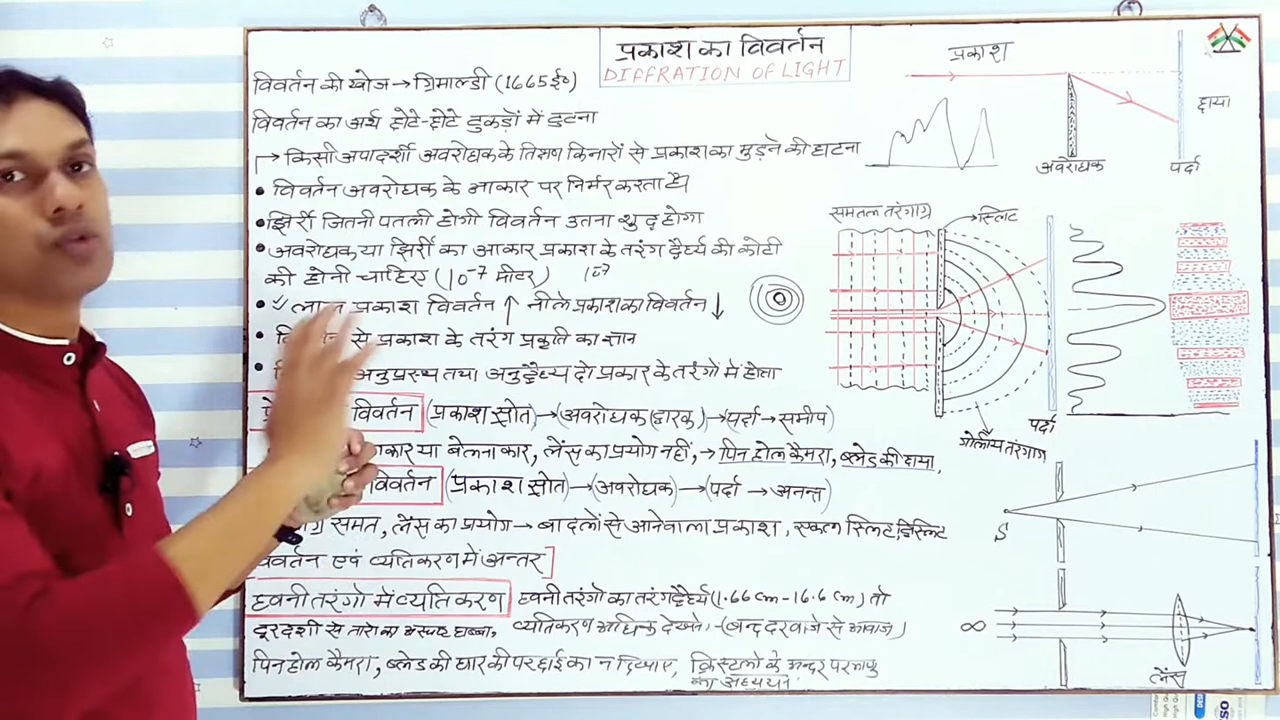 प्रकाश का विवर्तन
DIFFRATION OF LIGHT
विवर्तन की खोज → ग्रिमाल्डी (1665ई०)
विवर्तन का अर्थ छोटे-छोटे टुकड़ों में टुटना
→ किसी अपादर्शी अवरोधक के तिक्ष्ण किनारों से प्रकाश का मुड़ने की घटना
• विवर्तन अवरोधक के आकार पर निर्भर करता है
• झिर्री जितनी पतली होगी विवर्तन उतना शुद्ध होगा
• अवरोधक या झिर्री का आकार प्रकाश के तरंग दैर्ध्य की कोटी
की होनी चाहिए (10⁻⁷ मीटर) 10⁻⁷
• लाल प्रकाश विवर्तन ↑ नीले प्रकाश का विवर्तन ↓
• से प्रकाश के तरंग प्रकृति का ज्ञान
• अनुप्रस्थ तथा अनुदैर्ध्य दो प्रकार के तरंगो में होता
विवर्तन (प्रकाश स्रोत) → (अवरोधक (द्वारक) → पर्दा → समीप)
या बेलनाकार, लेंस का प्रयोग नहीं, → पिन होल कैमरा, ब्लेड की छाया,
विवर्तन (प्रकाश स्रोत) → (अवरोधक) → (पर्दा → अनन्त)
समत, लेंस का प्रयोग → बादलों से आनेवाला प्रकाश, एकल स्लिट, द्विस्लिट
विवर्तन एवं व्यतिकरण में अन्तर
ध्वनी तरंगो में व्यतिकरण ध्वनी तरंगो का तरंगदैर्ध्य (1.66 cm - 16.6 cm) तो
दूरदर्शी से तारो का अस्पष्ट धब्बा, व्यतिकरण अधिक देखते, - (बन्द दरवाजे से आवाज)
पिन होल कैमरा, ब्लेड की धार की परछाई का न दिखाए, क्रिस्टलो के अन्दर परमाणु
का अध्ययन
प्रकाश
छाया
अवरोधक
पर्दा
समतल तरंगाग्र
स्लिट
पर्दा
गोलीय तरंगाग्र
S
∞
लेंस